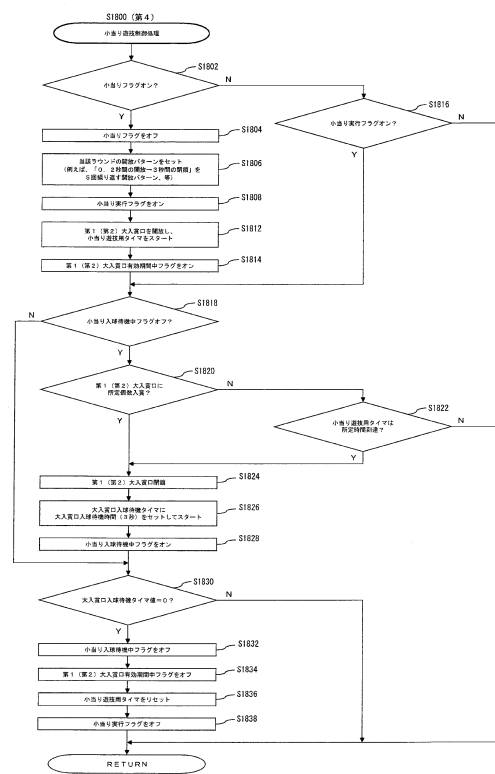 S1800 (第4)
小当り遊技制御処理
S1802
小当りフラグオン?
N
Y
S1816
小当り実行フラグオン?
N
Y
S1804
小当りフラグをオフ
S1806
当該ラウンドの開放パターンをセット
(例えば、「0.2秒間の開放→3秒間の閉鎖」を
5回繰り返す開放パターン、等)
S1808
小当り実行フラグをオン
S1812
第1(第2)大入賞口を開放し、
小当り遊技用タイマをスタート
S1814
第1(第2)大入賞口有効期間中フラグをオン
S1818
N
小当り入球待機中フラグオフ?
Y
S1820
第1(第2)大入賞口に
所定個数入賞?
N
Y
S1822
小当り遊技用タイマは
所定時間到達?
N
Y
S1824
第1(第2)大入賞口閉鎖
S1826
大入賞口入球待機タイマに
大入賞口入球待機時間(3秒)をセットしてスタート
S1828
小当り入球待機中フラグをオン
S1830
大入賞口入球待機タイマ値=0?
N
Y
S1832
小当り入球待機中フラグをオフ
S1834
第1(第2)大入賞口有効期間中フラグをオフ
S1836
小当り遊技用タイマをリセット
S1838
小当り実行フラグをオフ
RETURN